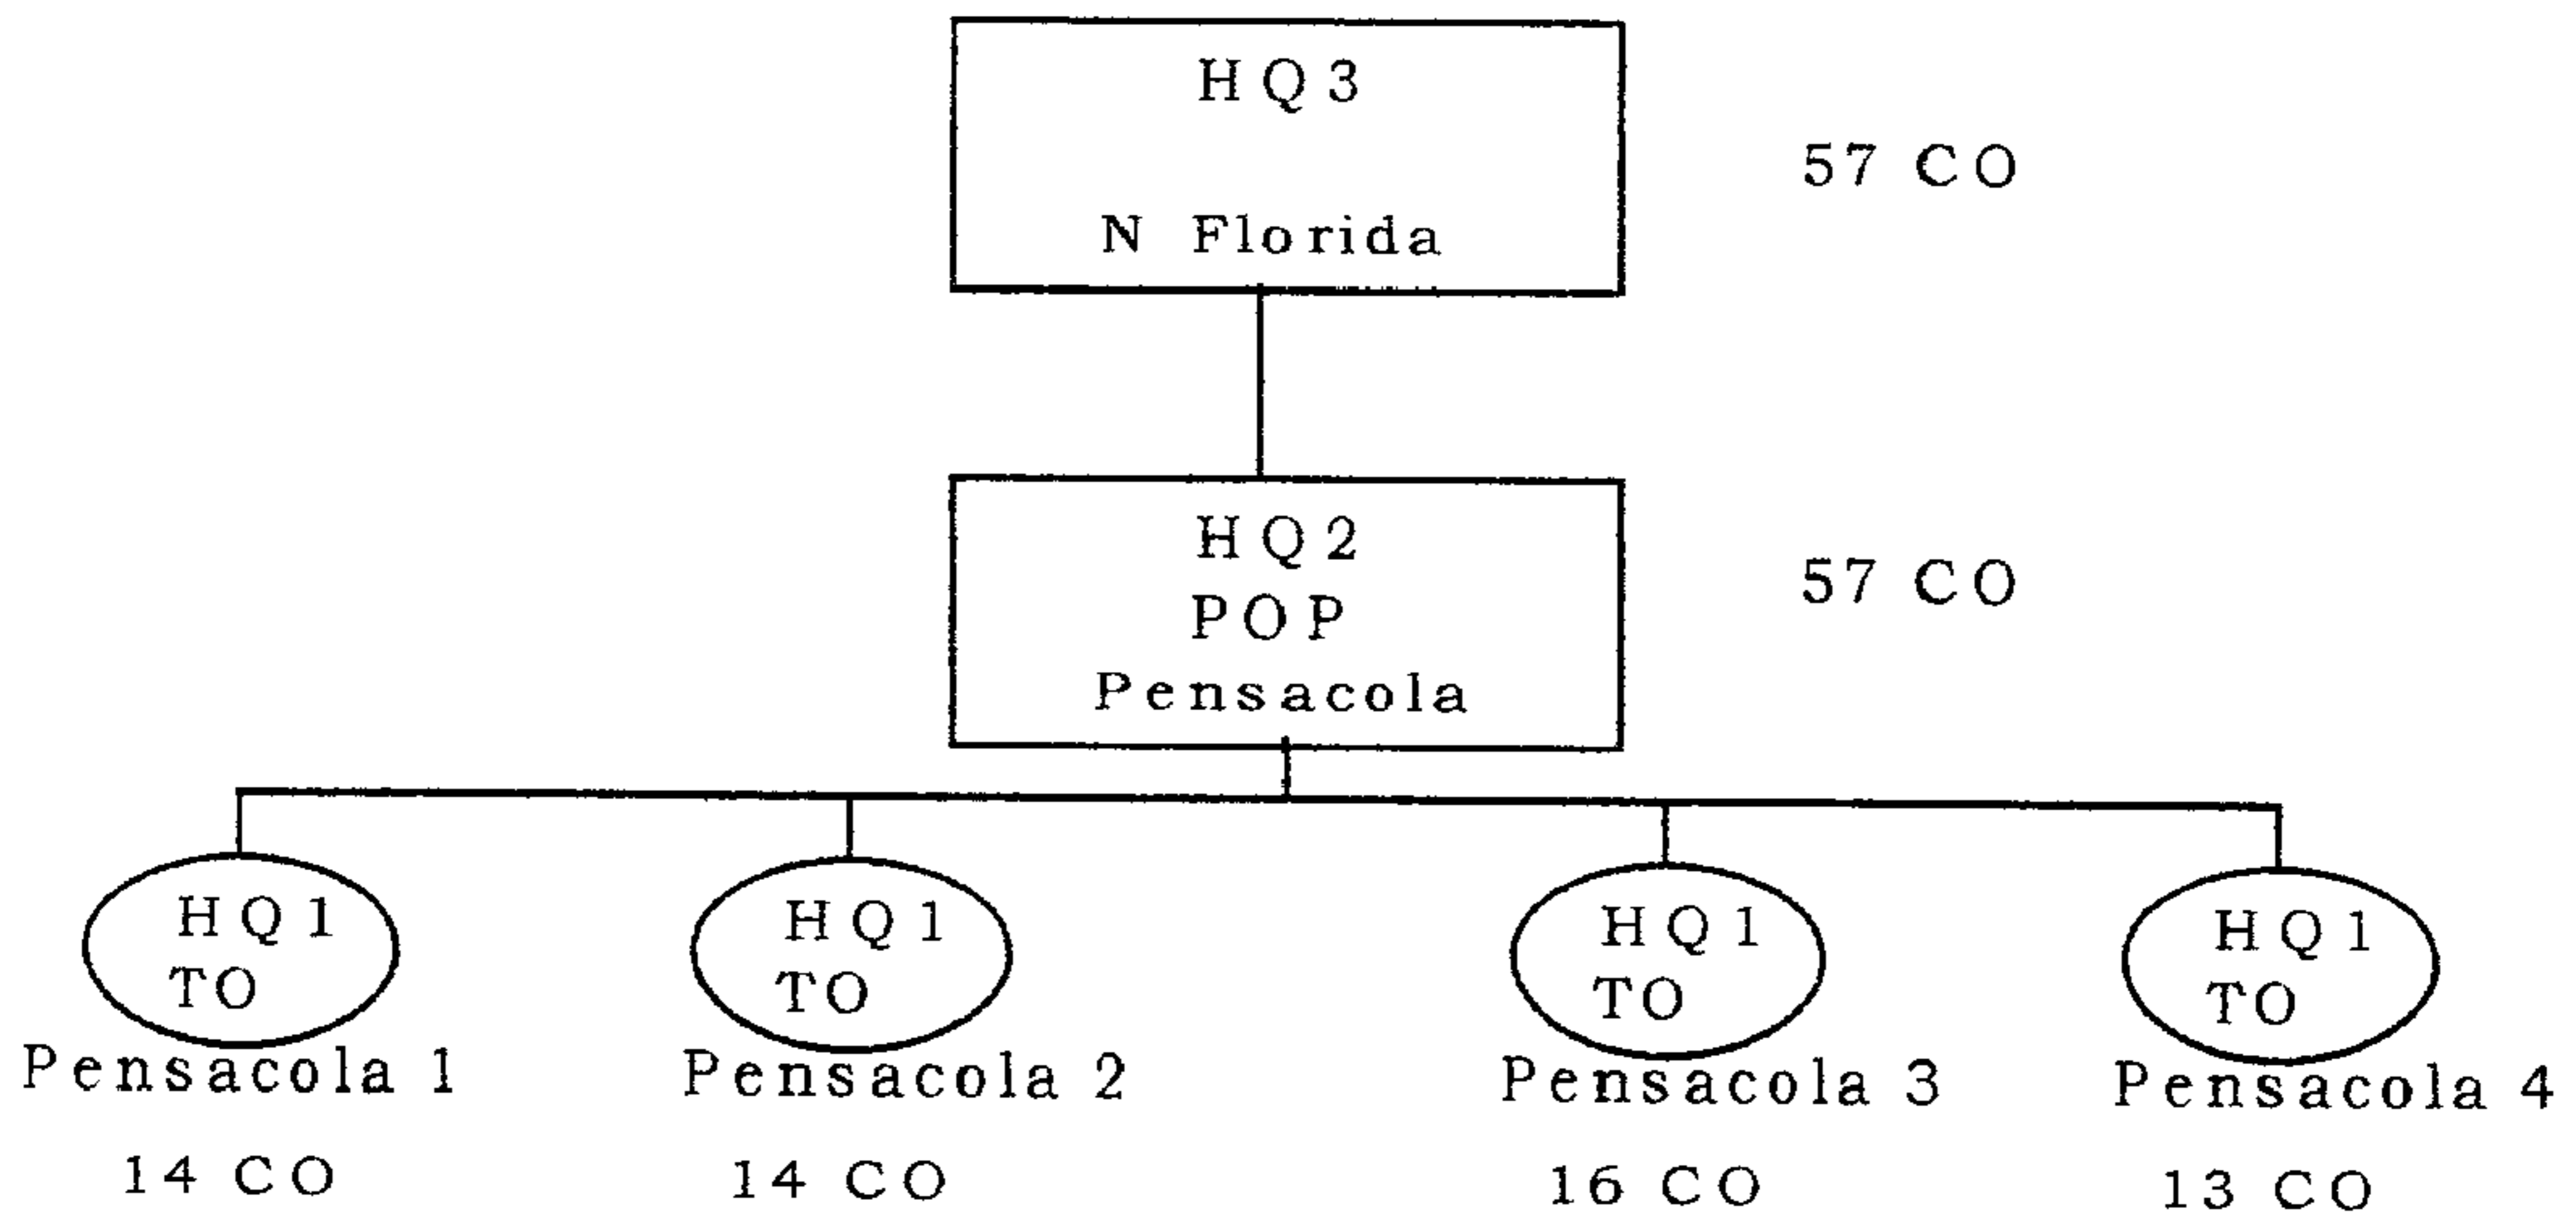 HQ3
N Florida
57 CO
HQ2
POP
Pensacola
57 CO
HQ1
TO
Pensacola 1
14 CO
HQ1
TO
Pensacola 2
14 CO
HQ1
TO
Pensacola 3
16 CO
HQ1
TO
Pensacola 4
13 CO